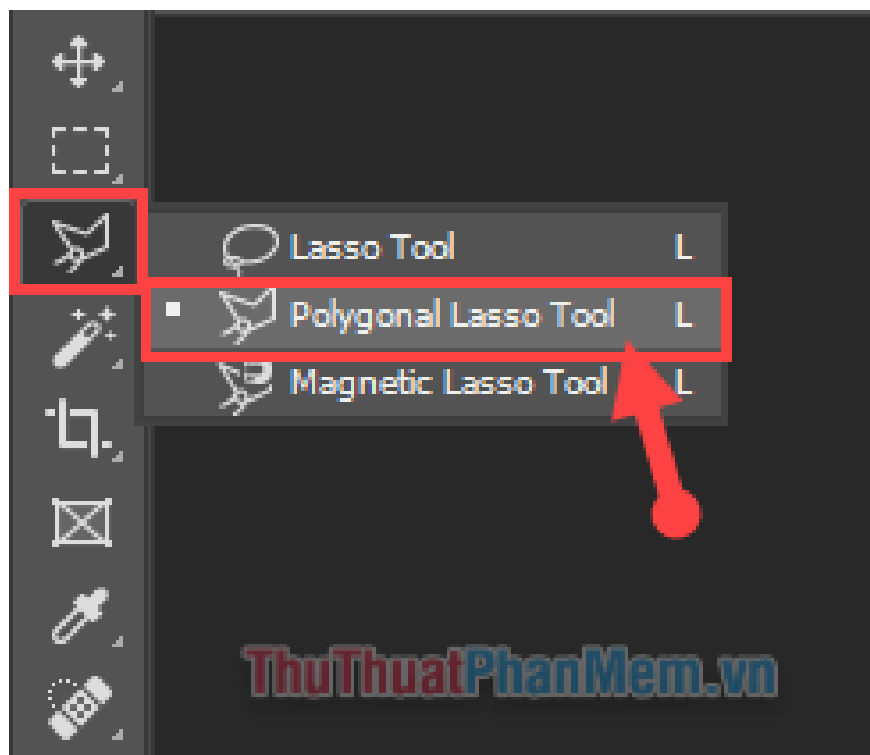 Lasso Tool L
Polygonal Lasso Tool L
Magnetic Lasso Tool L
ThuThuatPhanMem.vn